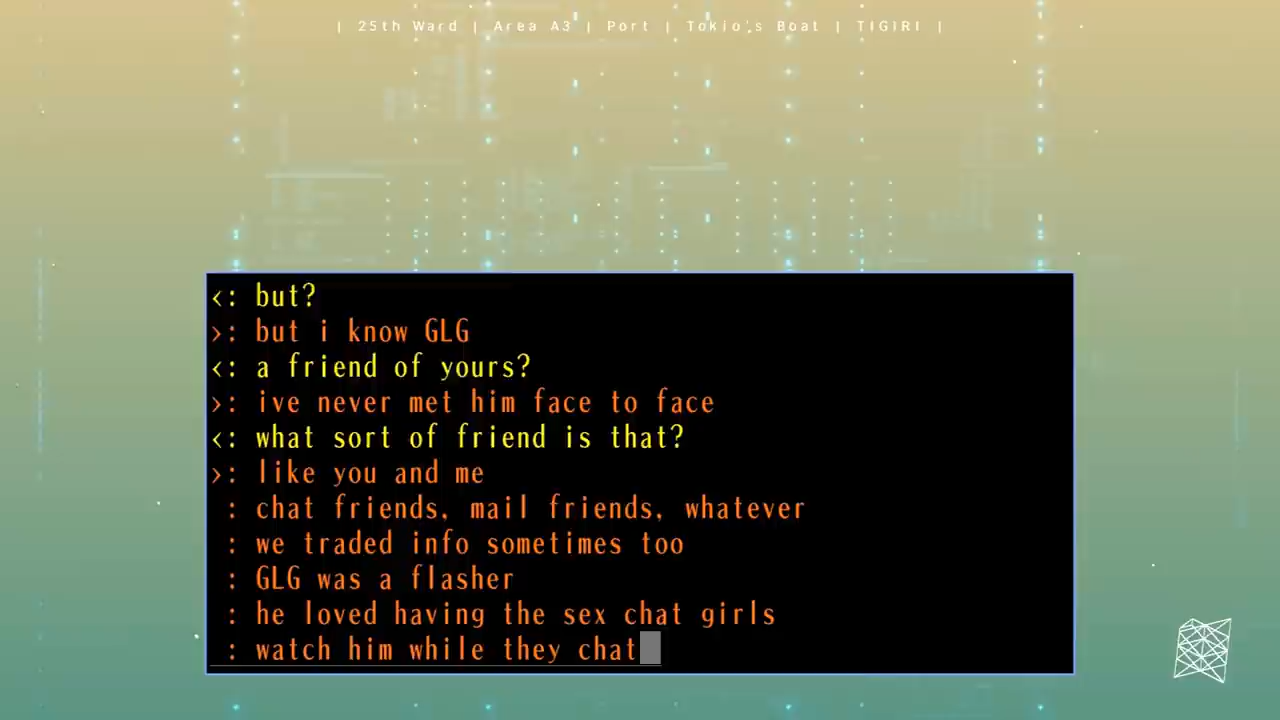 | 25th Ward | Area A3 | Port | Tokio's Boat | TIGIRI |
<: but?
>: but i know GLG
<: a friend of yours?
>: ive never met him face to face
<: what sort of friend is that?
>: like you and me
: chat friends, mail friends, whatever
: we traded info sometimes too
: GLG was a flasher
: he loved having the sex chat girls
: watch him while they chat